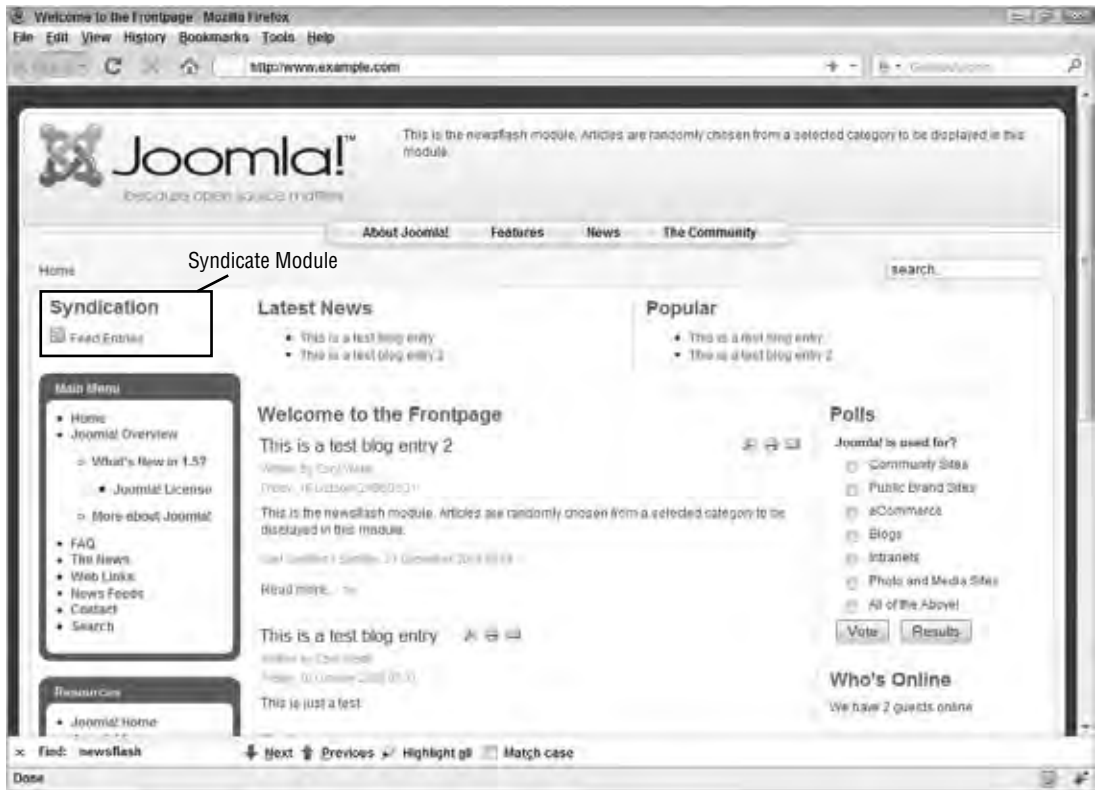 Welcome to the Frontpage Mozilla Firefox
File Edit View History Bookmarks Tools Help
http://www.example.com
Joomla!™
because open source matters
This is the newsflash module. Articles are randomly chosen from a selected category to be displayed in this
module.
About Joomla! Features News The Community
Home
search...
Syndicate Module
Syndication
Feed Entries
Latest News
This is a test blog entry
This is a test blog entry 2
Popular
This is a test blog entry
This is a test blog entry 2
Main Menu
Home
Joomla! Overview
What's New in 1.5?
Joomla! License
More about Joomla!
FAQ
The News
Web Links
News Feeds
Contact
Search
Resources
Joomla! Home
Welcome to the Frontpage
This is a test blog entry 2
Written by
This is the newsflash module. Articles are randomly chosen from a selected category to be
displayed in this module.
Read more...
This is a test blog entry
Written by
This is just a test
Polls
Joomla! is used for?
Community Sites
Public Brand Sites
eCommerce
Blogs
Intranets
Photo and Media Sites
All of the Above!
Vote Results
Who's Online
We have 2 guests online
× Find: newsflash Next Previous Highlight all Match case
Done